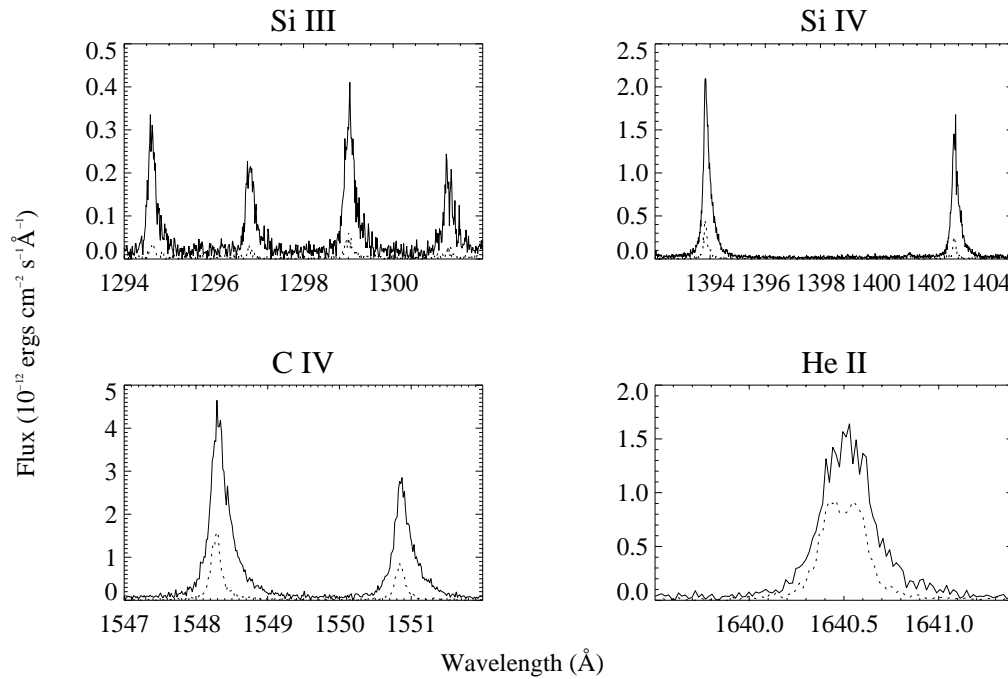 Si III
Si IV
0.5
0.4
0.3
0.2
0.1
0.0
1294 1296 1298 1300
2.5
2.0
1.5
1.0
0.5
0.0
1394 1396 1398 1400 1402 1404
Flux (10⁻¹² ergs cm⁻² s⁻¹ Å⁻¹)
C IV
He II
5
4
3
2
1
0
1547 1548 1549 1550 1551
2.0
1.5
1.0
0.5
0.0
1640.0 1640.5 1641.0
Wavelength (Å)